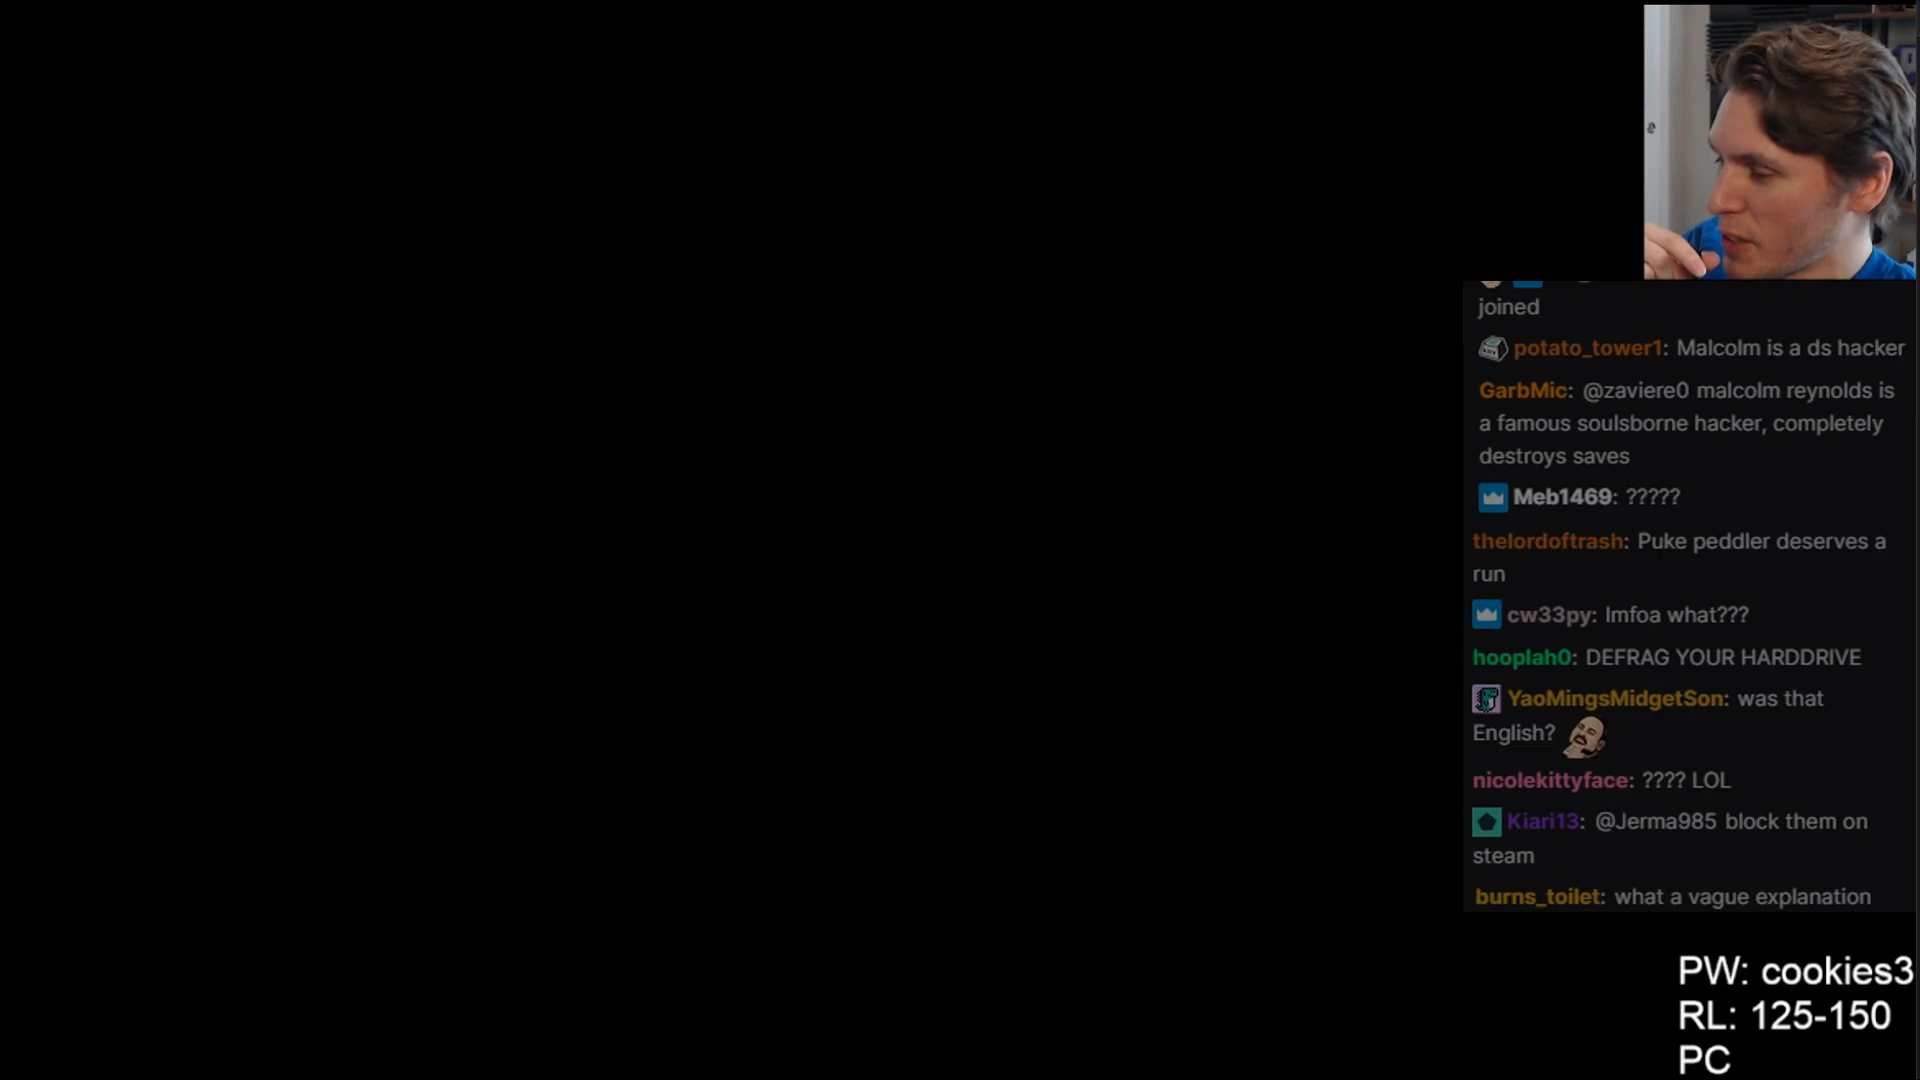 joined
potato_tower1: Malcolm is a ds hacker
GarbMic: @zaviere0 malcolm reynolds is
a famous soulsborne hacker, completely
destroys saves
Meb1469: ?????
thelordoftrash: Puke peddler deserves a
run
cw33py: lmfoa what???
hooplah0: DEFRAG YOUR HARDDRIVE
YaoMingsMidgetSon: was that
English?
nicolekittyface: ???? LOL
Kiari13: @Jerma985 block them on
steam
burns_toilet: what a vague explanation
PW: cookies3
RL: 125-150
PC